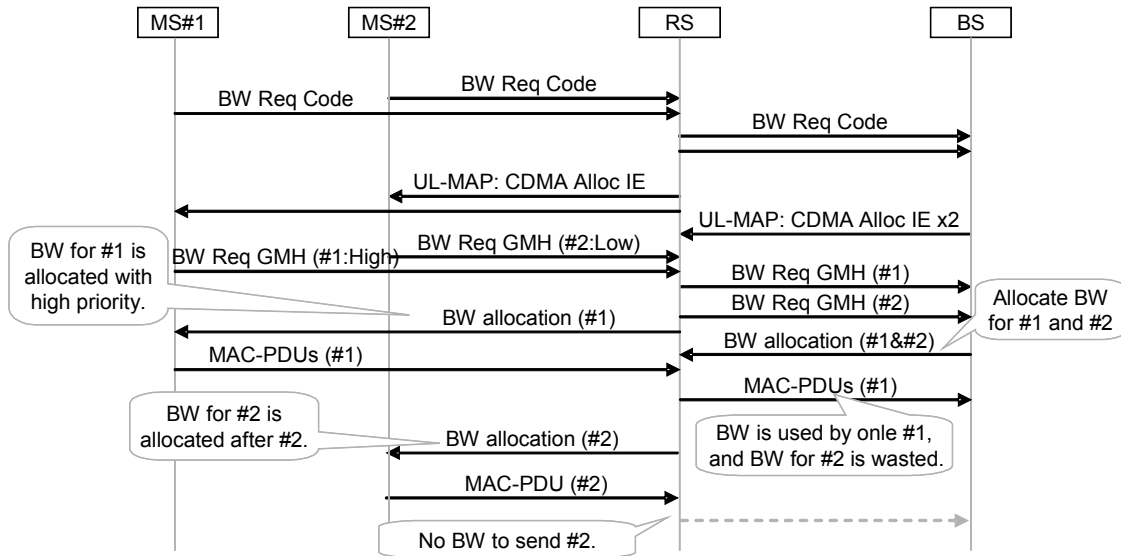 MS#1 MS#2 RS BS
BW Req Code
BW Req Code
BW Req Code
UL-MAP: CDMA Alloc IE
UL-MAP: CDMA Alloc IE x2
BW for #1 is
allocated with
high priority.
BW Req GMH (#2:Low)
BW Req GMH (#1:High)
BW Req GMH (#1)
BW Req GMH (#2)
Allocate BW
for #1 and #2
BW allocation (#1)
BW allocation (#1&#2)
MAC-PDUs (#1)
MAC-PDUs (#1)
BW for #2 is
allocated after #2.
BW is used by onle #1,
and BW for #2 is wasted.
BW allocation (#2)
MAC-PDU (#2)
No BW to send #2.